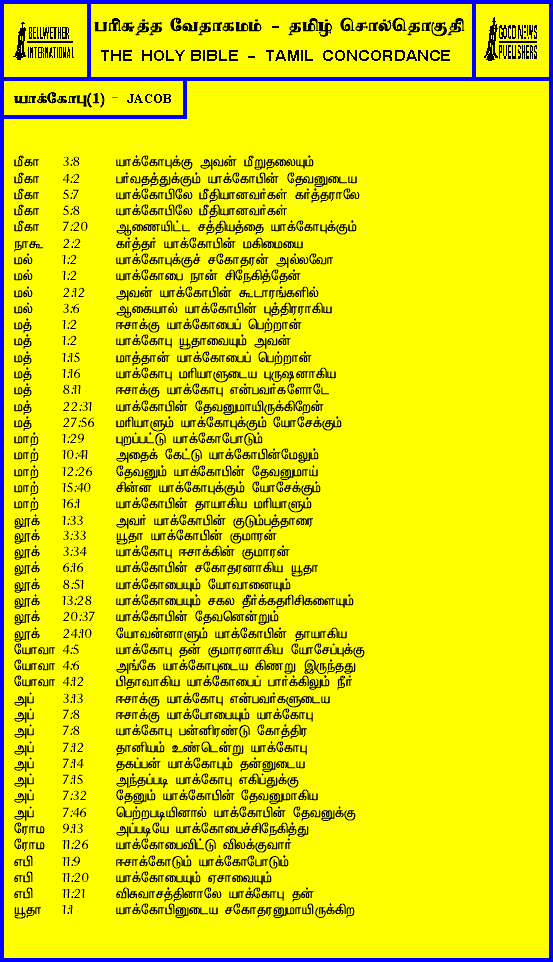 BELLWETHER
INTERNATIONAL
பரிசுத்த வேதாகமம் - தமிழ் சொல்தொகுதி
THE HOLY BIBLE - TAMIL CONCORDANCE
GOOD NEWS
PUBLISHERS
யாக்கோபு(1) - JACOB
மீகா 3:8 யாக்கோபுக்கு அவன் மீறுதலையும்
மீகா 4:2 பர்வதத்துக்கும் யாக்கோபின் தேவனுடைய
மீகா 5:7 யாக்கோபிலே மீதியானவர்கள் கர்த்தராலே
மீகா 5:8 யாக்கோபிலே மீதியானவர்கள்
மீகா 7:20 ஆணையிட்ட சத்தியத்தை யாக்கோபுக்கும்
நாகூ 2:2 கர்த்தர் யாக்கோபின் மகிமையை
மல் 1:2 யாக்கோபுக்குச் சகோதரன் அல்லவோ
மல் 1:2 யாக்கோபை நான் சிநேகித்தேன்
மல் 2:12 அவன் யாக்கோபின் கூடாரங்களில்
மல் 3:6 ஆகையால் யாக்கோபின் புத்திரராகிய
மத் 1:2 ஈசாக்கு யாக்கோபைப் பெற்றான்
மத் 1:2 யாக்கோபு யூதாவையும் அவன்
மத் 1:15 மாத்தான் யாக்கோபைப் பெற்றான்
மத் 1:16 யாக்கோபு மரியாளுடைய புருஷனாகிய
மத் 8:11 ஈசாக்கு யாக்கோபு என்பவர்களோடே
மத் 22:31 யாக்கோபின் தேவனுமாயிருக்கிறேன்
மத் 27:56 மரியாளும் யாக்கோபுக்கும் யோசேக்கும்
மாற் 1:29 புறப்பட்டு யாக்கோபோடும்
மாற் 10:41 அதைக் கேட்டு யாக்கோபின்மேலும்
மாற் 12:26 தேவனும் யாக்கோபின் தேவனுமாய்
மாற் 15:40 சின்ன யாக்கோபுக்கும் யோசேக்கும்
மாற் 16:1 யாக்கோபின் தாயாகிய மரியாளும்
லூக் 1:33 அவர் யாக்கோபின் குடும்பத்தாரை
லூக் 3:33 யூதா யாக்கோபின் குமாரன்
லூக் 3:34 யாக்கோபு ஈசாக்கின் குமாரன்
லூக் 6:16 யாக்கோபின் சகோதரனாகிய யூதா
லூக் 8:51 யாக்கோபையும் யோவானையும்
லூக் 13:28 யாக்கோபையும் சகல தீர்க்கதரிசிகளையும்
லூக் 20:37 யாக்கோபின் தேவனென்றும்
லூக் 24:10 யோவன்னாளும் யாக்கோபின் தாயாகிய
யோவா 4:5 யாக்கோபு தன் குமாரனாகிய யோசேப்புக்கு
யோவா 4:6 அங்கே யாக்கோபுடைய கிணறு இருந்தது
யோவா 4:12 பிதாவாகிய யாக்கோபைப் பார்க்கிலும் நீர்
அப் 3:13 ஈசாக்கு யாக்கோபு என்பவர்களுடைய
அப் 7:8 ஈசாக்கு யாக்போபையும் யாக்கோபு
அப் 7:8 யாக்கோபு பன்னிரண்டு கோத்திர
அப் 7:12 தானியம் உண்டென்று யாக்கோபு
அப் 7:14 தகப்பன் யாக்கோபும் தன்னுடைய
அப் 7:15 அந்தப்படி யாக்கோபு எகிப்துக்கு
அப் 7:32 தேனும் யாக்கோபின் தேவனுமாகிய
அப் 7:46 பெற்றபடியினால் யாக்கோபின் தேவனுக்கு
ரோம 9:13 அப்படியே யாக்கோபைச்சிநேகித்து
ரோம 11:26 யாக்கோபைவிட்டு விலக்குவார்
எபி 11:9 ஈசாக்கோடும் யாக்கோபோடும்
எபி 11:20 யாக்கோபையும் ஏசாவையும்
எபி 11:21 விசுவாசத்தினாலே யாக்கோபு தன்
யூதா 1:1 யாக்கோபினுடைய சகோதரனுமாயிருக்கிற